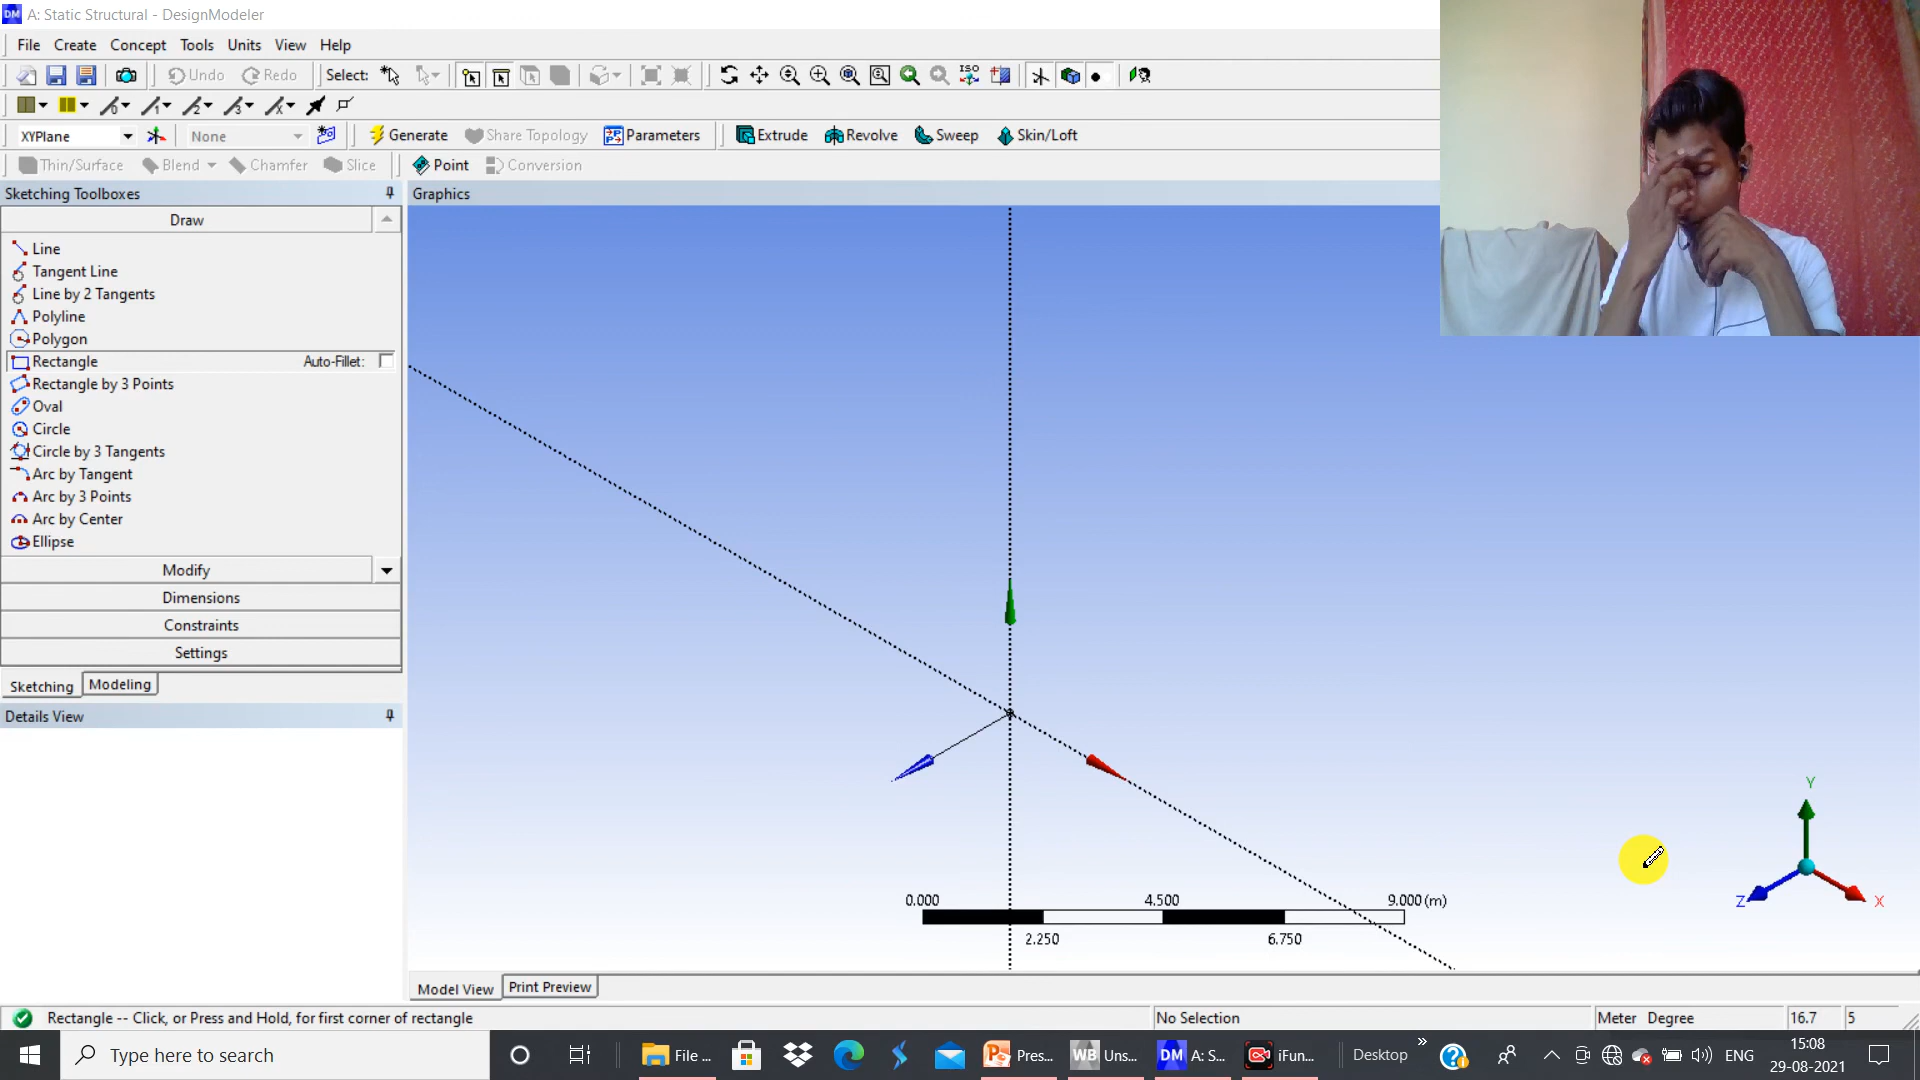 DM A: Static Structural - DesignModeler
File Create Concept Tools Units View Help
Undo Redo Select: ISO
XYPlane None Generate Share Topology Parameters Extrude Revolve Sweep Skin/Loft
Thin/Surface Blend Chamfer Slice Point Conversion
Sketching Toolboxes
Draw
Line
Tangent Line
Line by 2 Tangents
Polyline
Polygon
Rectangle Auto-Fillet:
Rectangle by 3 Points
Oval
Circle
Circle by 3 Tangents
Arc by Tangent
Arc by 3 Points
Arc by Center
Ellipse
Modify
Dimensions
Constraints
Settings
Sketching Modeling
Details View
Graphics
Y
Z X
0.000 4.500 9.000 (m)
2.250 6.750
Model View Print Preview
Rectangle -- Click, or Press and Hold, for first corner of rectangle No Selection Meter Degree 16.7 5
Type here to search File ... Pres... WB Uns... DM A: S... iFun... Desktop » ENG 15:08
29-08-2021